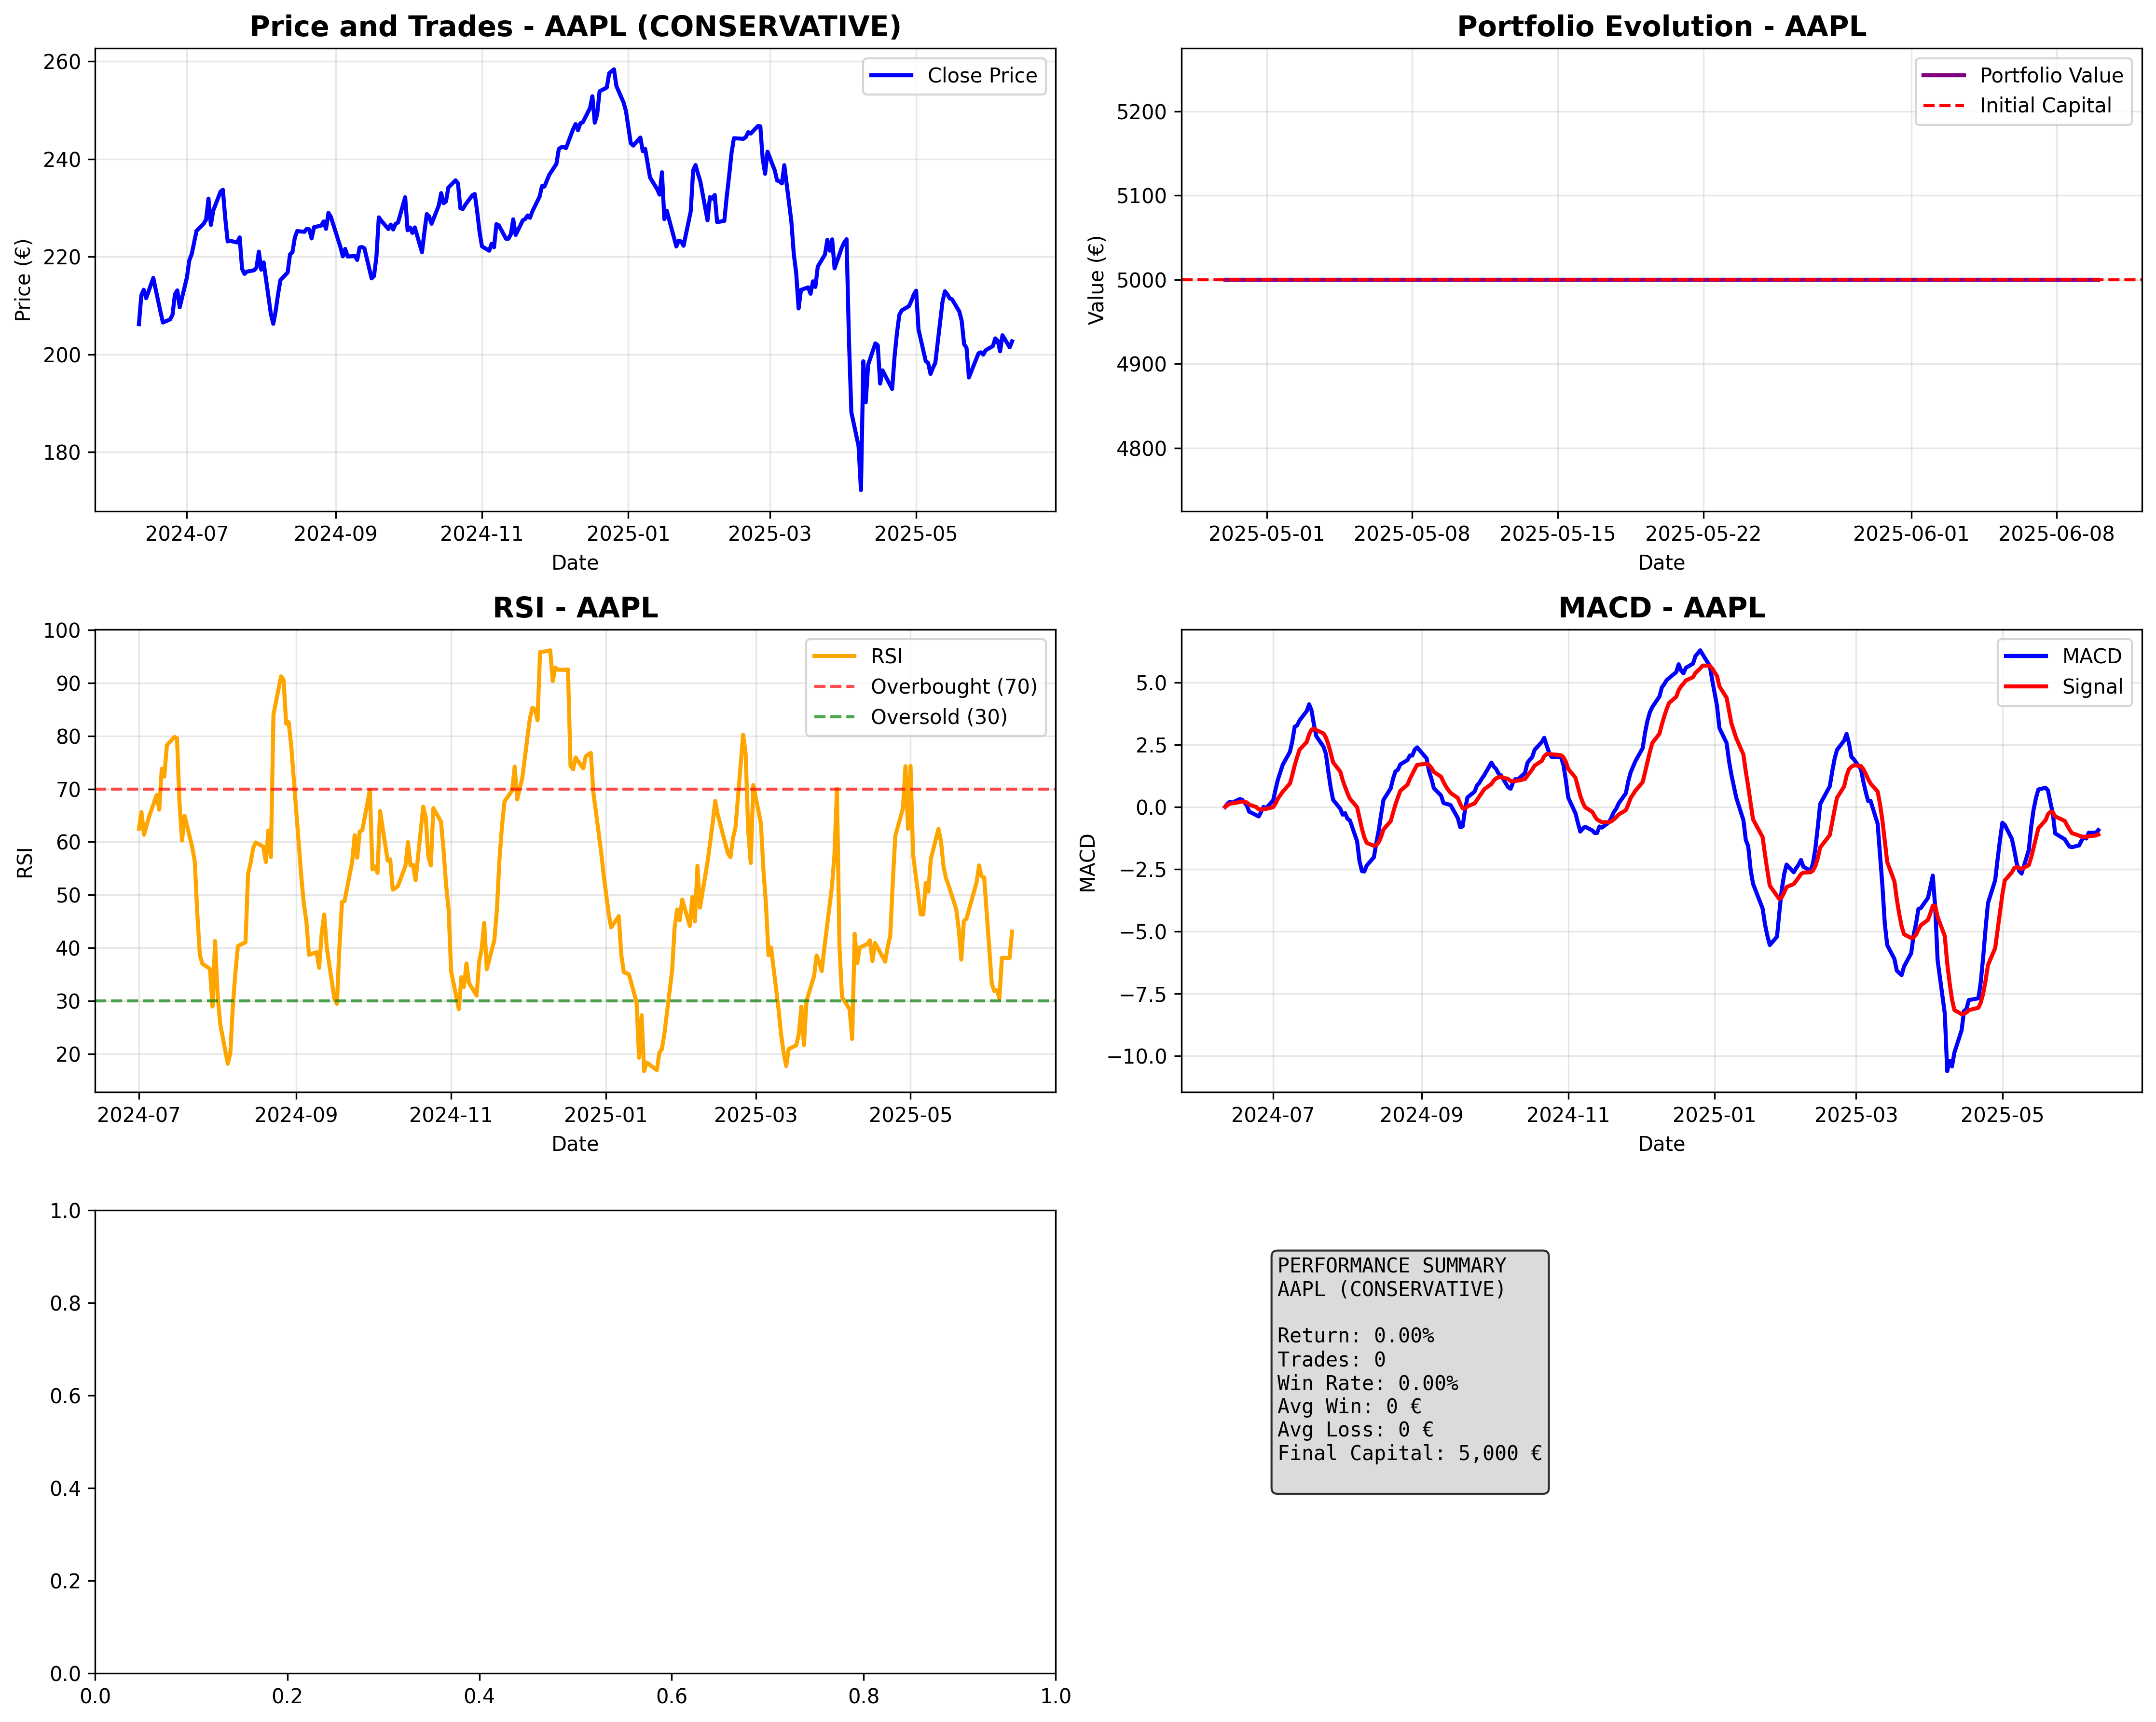 Price and Trades - AAPL (CONSERVATIVE)
Close Price
Price (€)
260
240
220
200
180
2024-07 2024-09 2024-11 2025-01 2025-03 2025-05
Date
Portfolio Evolution - AAPL
Portfolio Value
Initial Capital
Value (€)
5200
5100
5000
4900
4800
2025-05-01 2025-05-08 2025-05-15 2025-05-22 2025-06-01 2025-06-08
Date
RSI - AAPL
RSI
Overbought (70)
Oversold (30)
RSI
100
90
80
70
60
50
40
30
20
2024-07 2024-09 2024-11 2025-01 2025-03 2025-05
Date
MACD - AAPL
MACD
Signal
MACD
5.0
2.5
0.0
−2.5
−5.0
−7.5
−10.0
2024-07 2024-09 2024-11 2025-01 2025-03 2025-05
Date
1.0
0.8
0.6
0.4
0.2
0.0
0.0 0.2 0.4 0.6 0.8 1.0
PERFORMANCE SUMMARY
AAPL (CONSERVATIVE)
Return: 0.00%
Trades: 0
Win Rate: 0.00%
Avg Win: 0 €
Avg Loss: 0 €
Final Capital: 5,000 €